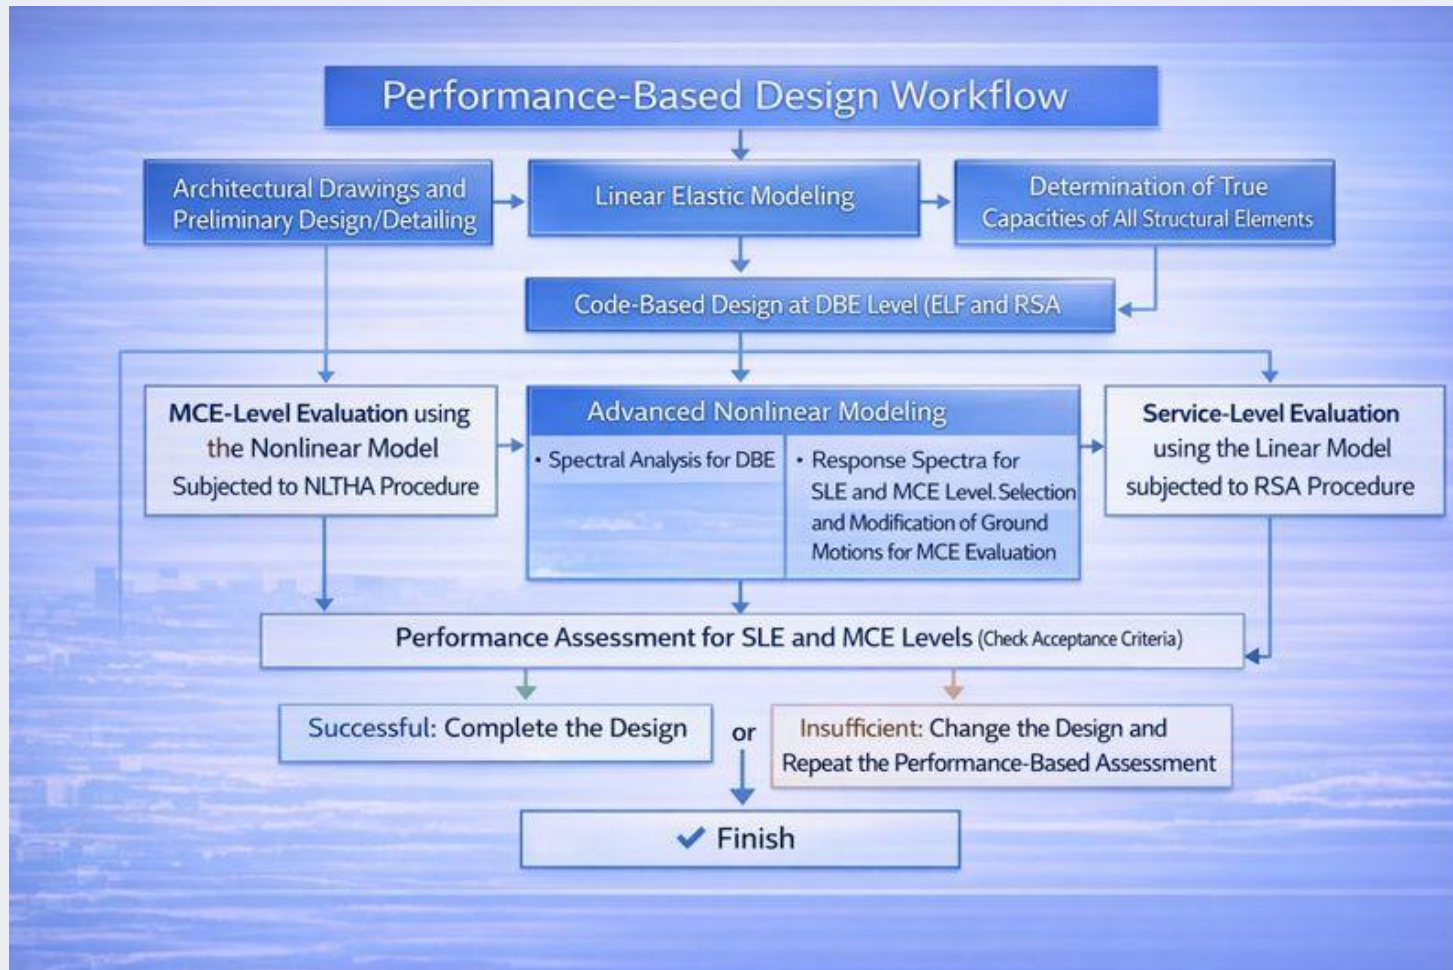 Performance-Based Design Workflow
Architectural Drawings and
Preliminary Design/Detailing
Linear Elastic Modeling
Determination of True
Capacities of All Structural Elements
Code-Based Design at DBE Level (ELF and RSA
MCE-Level Evaluation using
the Nonlinear Model
Subjected to NLTHA Procedure
Advanced Nonlinear Modeling
• Spectral Analysis for DBE
• Response Spectra for
SLE and MCE Level. Selection
and Modification of Ground
Motions for MCE Evaluation
Service-Level Evaluation
using the Linear Model
subjected to RSA Procedure
Performance Assessment for SLE and MCE Levels (Check Acceptance Criteria)
Successful: Complete the Design
or
Insufficient: Change the Design and
Repeat the Performance-Based Assessment
✔ Finish